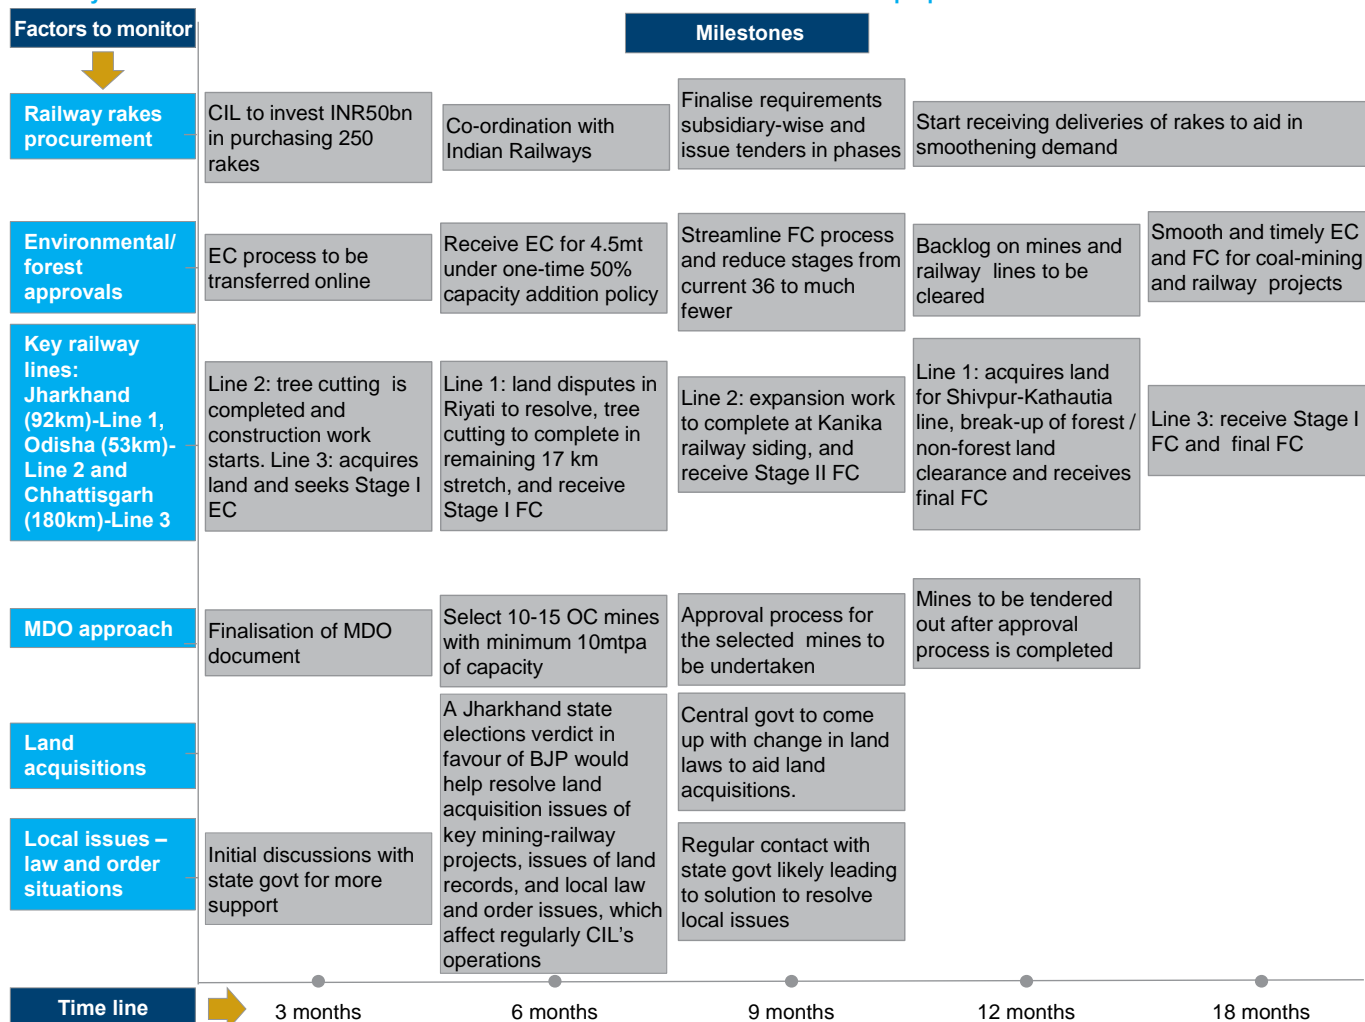 Factors to monitor
Milestones
Railway rakes
procurement
CIL to invest INR50bn
in purchasing 250
rakes
Co-ordination with
Indian Railways
Finalise requirements
subsidiary-wise and
issue tenders in phases
Start receiving deliveries of rakes to aid in
smoothening demand
Environmental/
forest
approvals
EC process to be
transferred online
Receive EC for 4.5mt
under one-time 50%
capacity addition policy
Streamline FC process
and reduce stages from
current 36 to much
fewer
Backlog on mines and
railway lines to be
cleared
Smooth and timely EC
and FC for coal-mining
and railway projects
Key railway
lines:
Jharkhand
(92km)-Line 1,
Odisha (53km)-
Line 2 and
Chhattisgarh
(180km)-Line 3
Line 2: tree cutting is
completed and
construction work
starts. Line 3: acquires
land and seeks Stage I
EC
Line 1: land disputes in
Riyati to resolve, tree
cutting to complete in
remaining 17 km
stretch, and receive
Stage I FC
Line 2: expansion work
to complete at Kanika
railway siding, and
receive Stage II FC
Line 1: acquires land
for Shivpur-Kathautia
line, break-up of forest /
non-forest land
clearance and receives
final FC
Line 3: receive Stage I
FC and final FC
MDO approach
Finalisation of MDO
document
Select 10-15 OC mines
with minimum 10mtpa
of capacity
Approval process for
the selected mines to
be undertaken
Mines to be tendered
out after approval
process is completed
Land
acquisitions
A Jharkhand state
elections verdict in
favour of BJP would
help resolve land
acquisition issues of
key mining-railway
projects, issues of land
records, and local law
and order issues, which
affect regularly CIL's
operations
Central govt to come
up with change in land
laws to aid land
acquisitions.
Local issues –
law and order
situations
Initial discussions with
state govt for more
support
Regular contact with
state govt likely leading
to solution to resolve
local issues
Time line
3 months
6 months
9 months
12 months
18 months